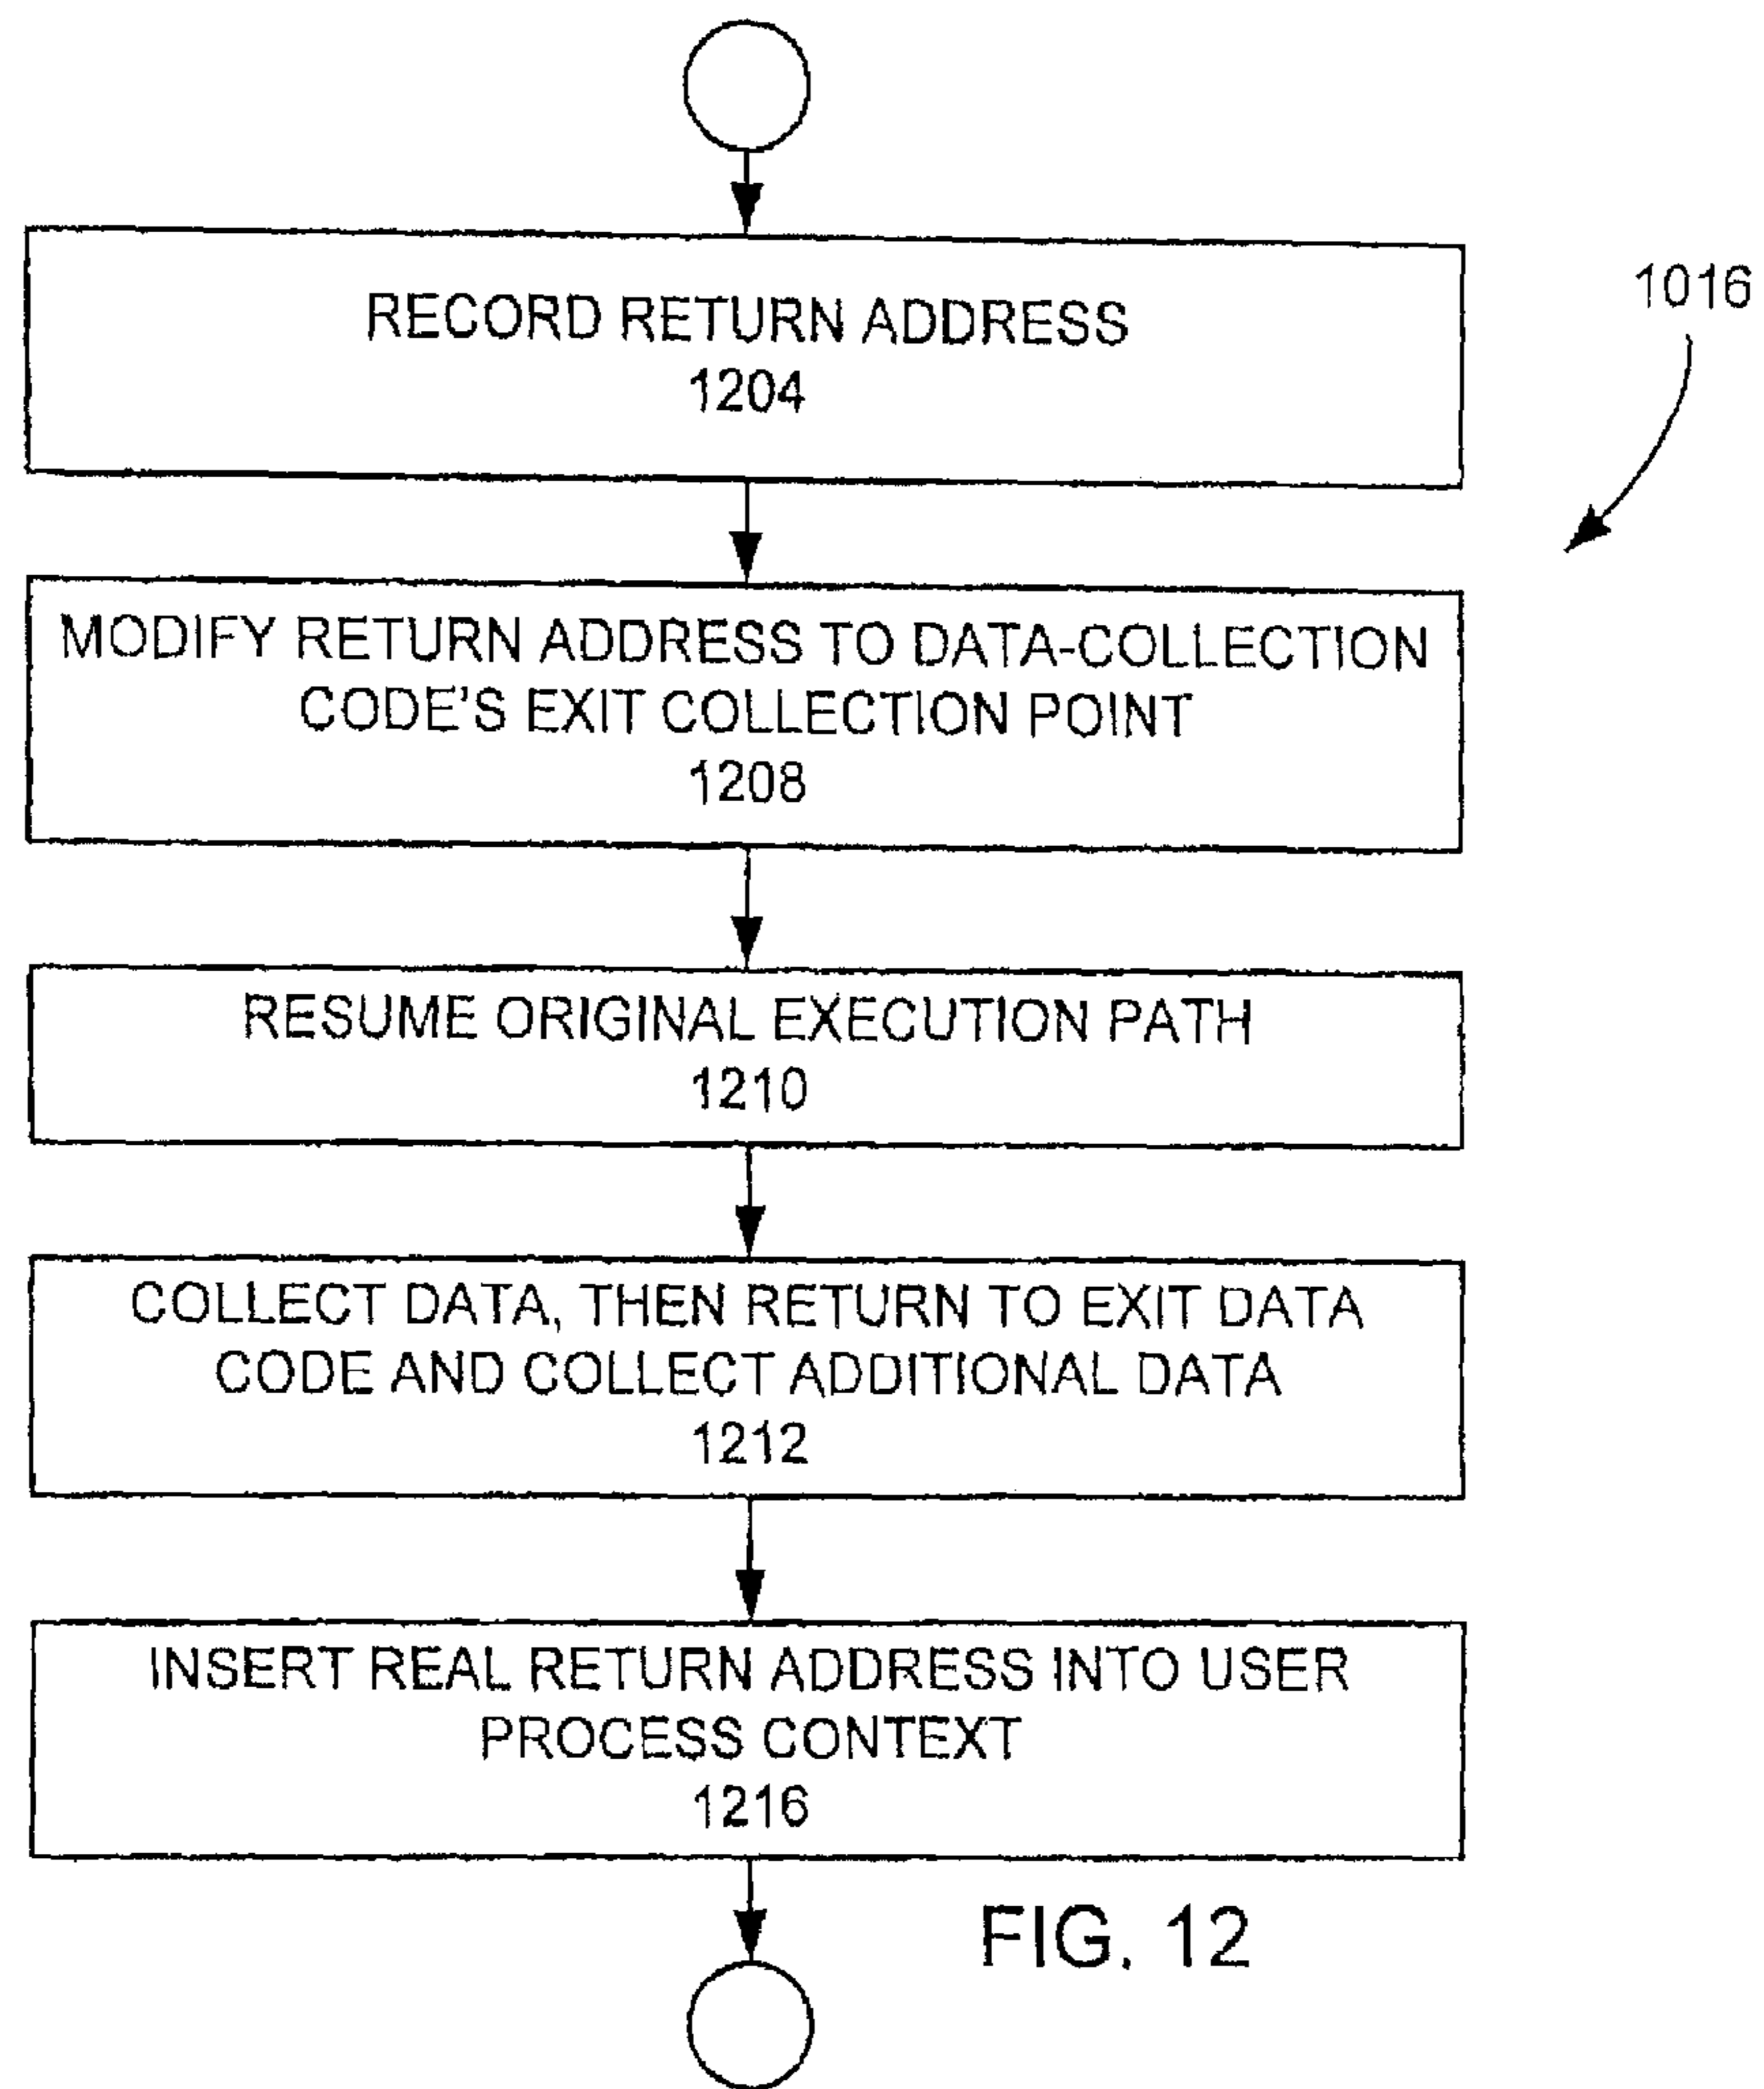 RECORD RETURN ADDRESS
1204
1016
MODIFY RETURN ADDRESS TO DATA-COLLECTION
CODE'S EXIT COLLECTION POINT
1208
RESUME ORIGINAL EXECUTION PATH
1210
COLLECT DATA, THEN RETURN TO EXIT DATA
CODE AND COLLECT ADDITIONAL DATA
1212
INSERT REAL RETURN ADDRESS INTO USER
PROCESS CONTEXT
1216
FIG. 12